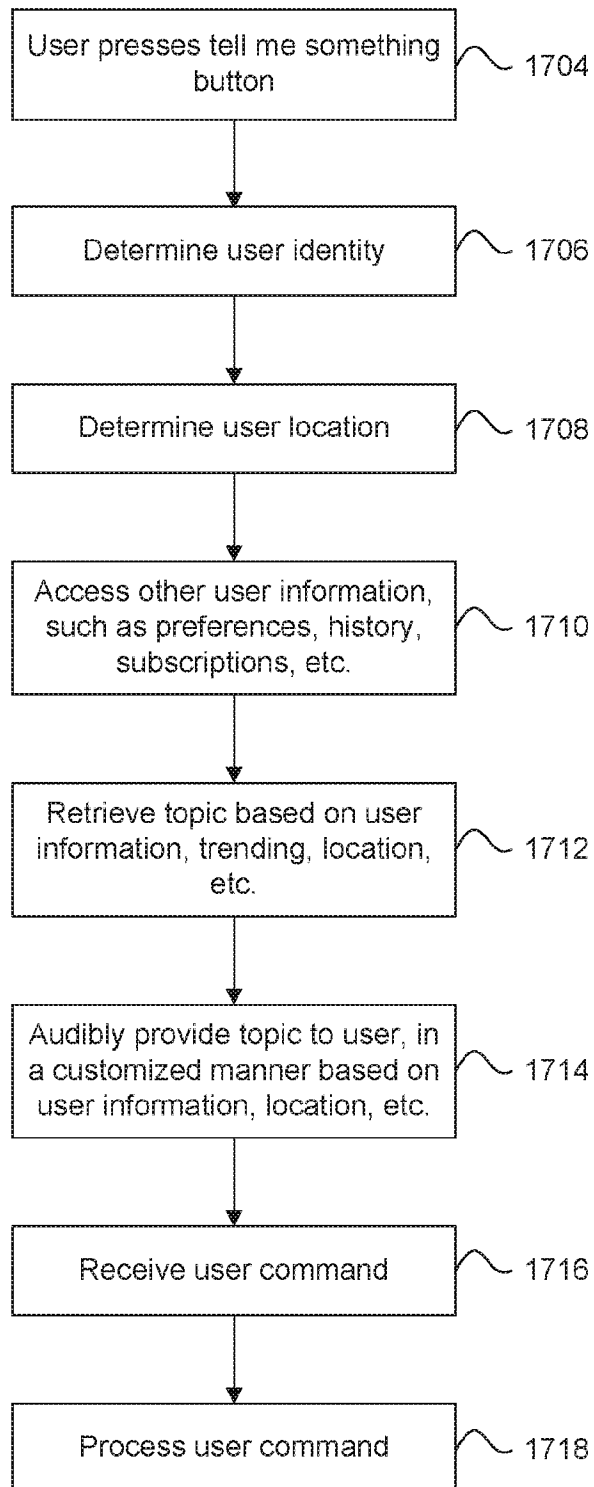 User presses tell me something
button
1704
Determine user identity
1706
Determine user location
1708
Access other user information,
such as preferences, history,
subscriptions, etc.
1710
Retrieve topic based on user
information, trending, location,
etc.
1712
Audibly provide topic to user, in
a customized manner based on
user information, location, etc.
1714
Receive user command
1716
Process user command
1718